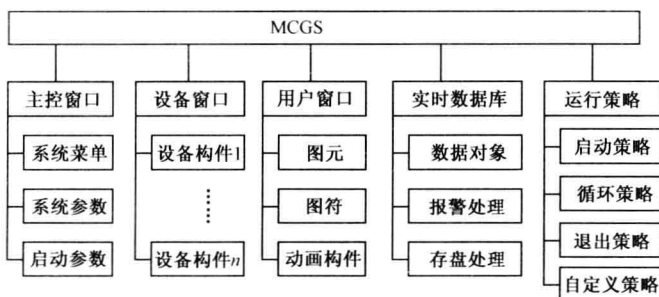 MCGS
主控窗口
系统菜单
系统参数
启动参数
设备窗口
设备构件1
设备构件n
用户窗口
图元
图符
动画构件
实时数据库
数据对象
报警处理
存盘处理
运行策略
启动策略
循环策略
退出策略
自定义策略